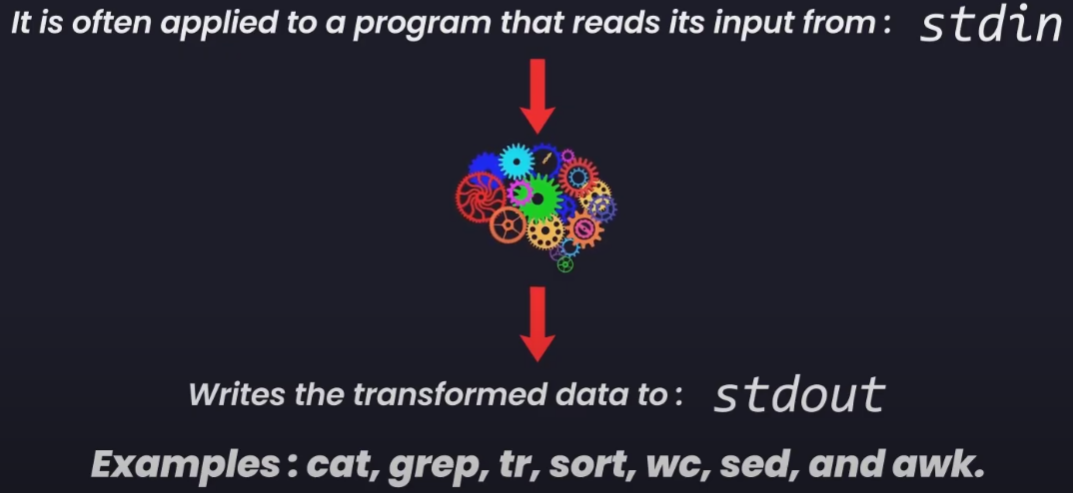 It is often applied to a program that reads its input from : stdin
Writes the transformed data to : stdout
Examples : cat, grep, tr, sort, wc, sed, and awk.